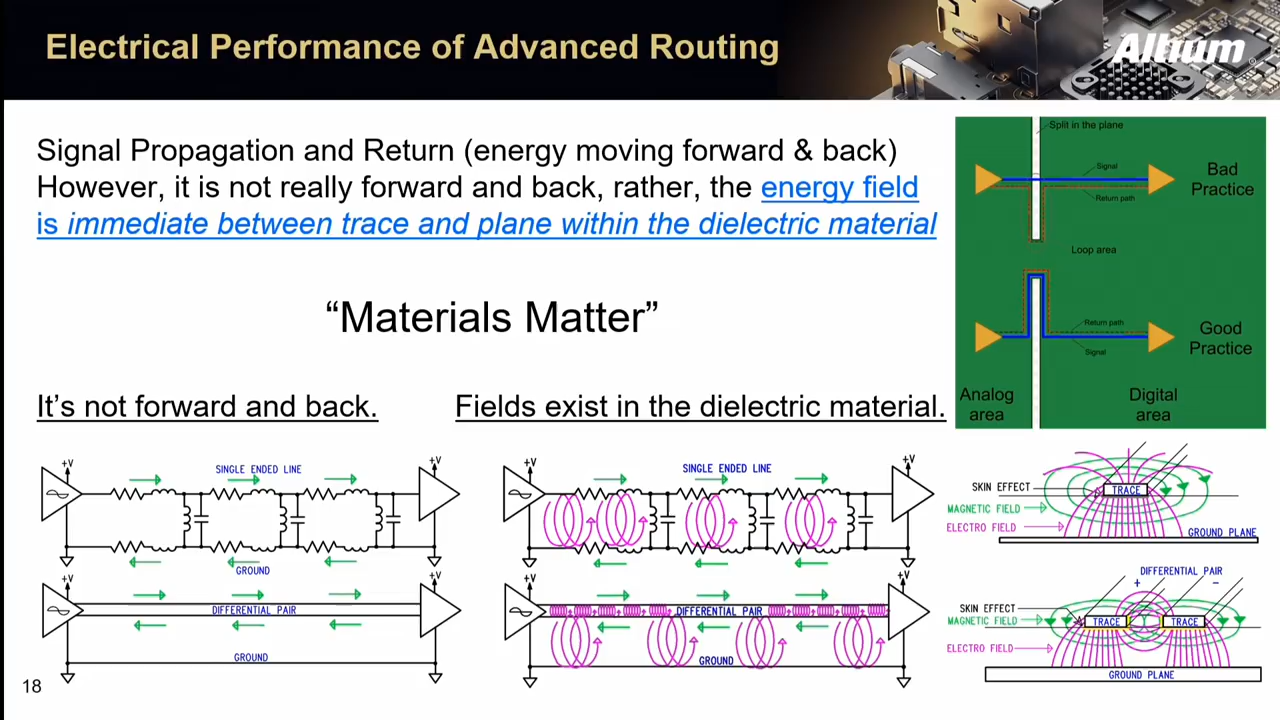 Electrical Performance of Advanced Routing
Altium
Signal Propagation and Return (energy moving forward & back)
However, it is not really forward and back, rather, the energy field
is immediate between trace and plane within the dielectric material
“Materials Matter”
It’s not forward and back.
Fields exist in the dielectric material.
Split in the plane
Signal
Return path
Bad
Practice
Loop area
Return path
Signal
Good
Practice
Analog
area
Digital
area
+V
SINGLE ENDED LINE
+V
GROUND
+V
DIFFERENTIAL PAIR
+V
GROUND
+V
SINGLE ENDED LINE
+V
+V
DIFFERENTIAL PAIR
+V
GROUND
SKIN EFFECT
TRACE
MAGNETIC FIELD
ELECTRO FIELD
GROUND PLANE
DIFFERENTIAL PAIR
+ −
SKIN EFFECT
MAGNETIC FIELD
TRACE
TRACE
ELECTRO FIELD
GROUND PLANE
18